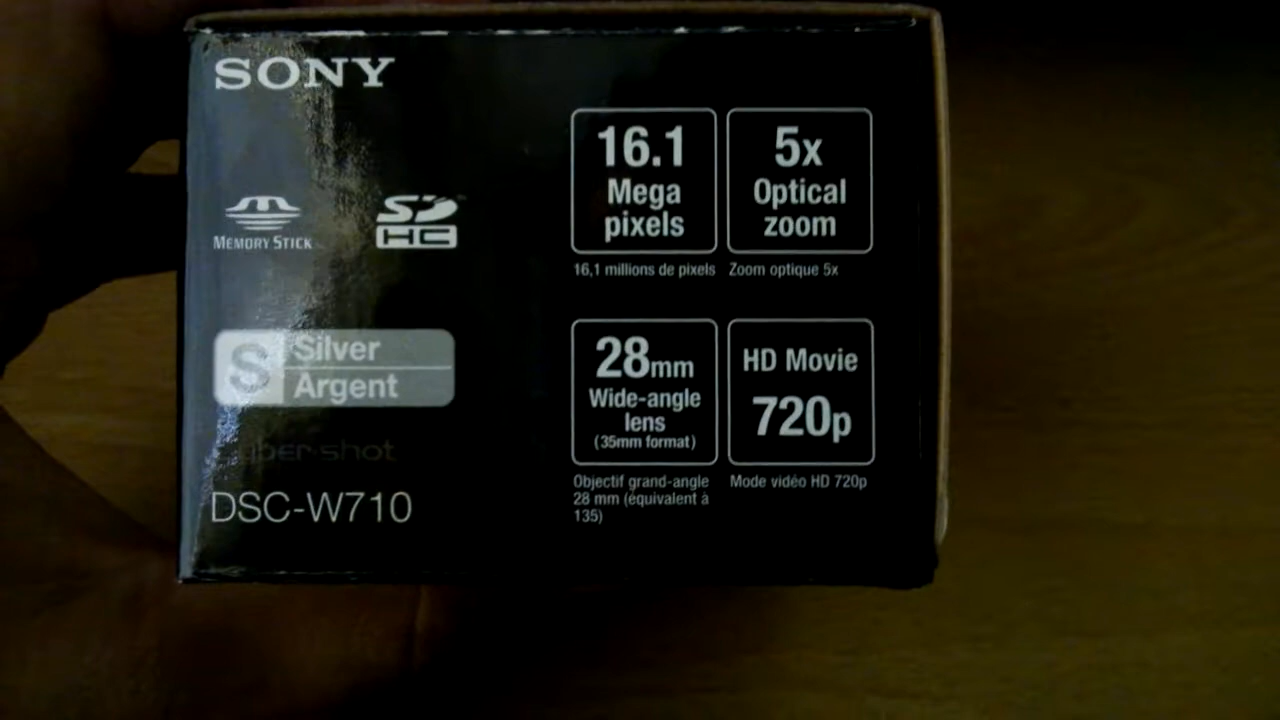 SONY
MEMORY STICK
SD
HC
S
Silver
Argent
Cyber-shot
DSC-W710
16.1
Mega
pixels
16,1 millions de pixels
5x
Optical
zoom
Zoom optique 5x
28mm
Wide-angle
lens
(35mm format)
Objectif grand-angle
28 mm (équivalent à
135)
HD Movie
720p
Mode vidéo HD 720p